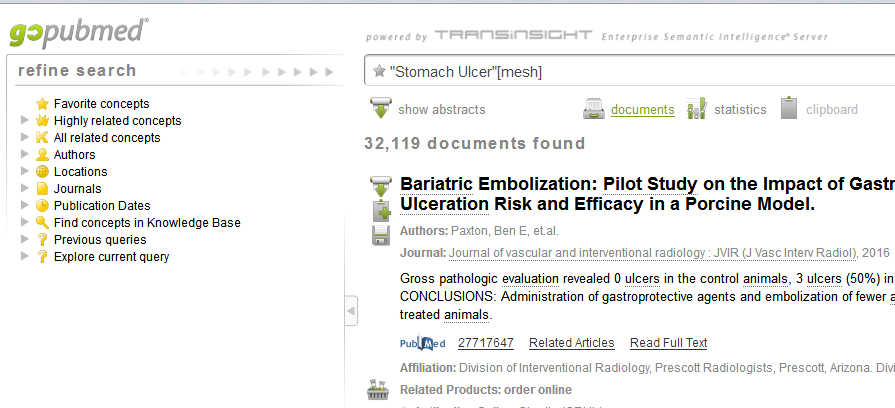 gopubmed®
powered by TRANSINSIGHT Enterprise Semantic Intelligence® Server
refine search
"Stomach Ulcer"[mesh]
Favorite concepts
Highly related concepts
All related concepts
Authors
Locations
Journals
Publication Dates
Find concepts in Knowledge Base
Previous queries
Explore current query
show abstracts
documents
statistics
clipboard
32,119 documents found
Bariatric Embolization: Pilot Study on the Impact of Gastr
Ulceration Risk and Efficacy in a Porcine Model.
Authors: Paxton, Ben E, et.al.
Journal: Journal of vascular and interventional radiology : JVIR (J Vasc Interv Radiol), 2016
Gross pathologic evaluation revealed 0 ulcers in the control animals, 3 ulcers (50%) in
CONCLUSIONS: Administration of gastroprotective agents and embolization of fewer a
treated animals.
PubMed 27717647 Related Articles Read Full Text
Affiliation: Division of Interventional Radiology, Prescott Radiologists, Prescott, Arizona. Divi
Related Products: order online